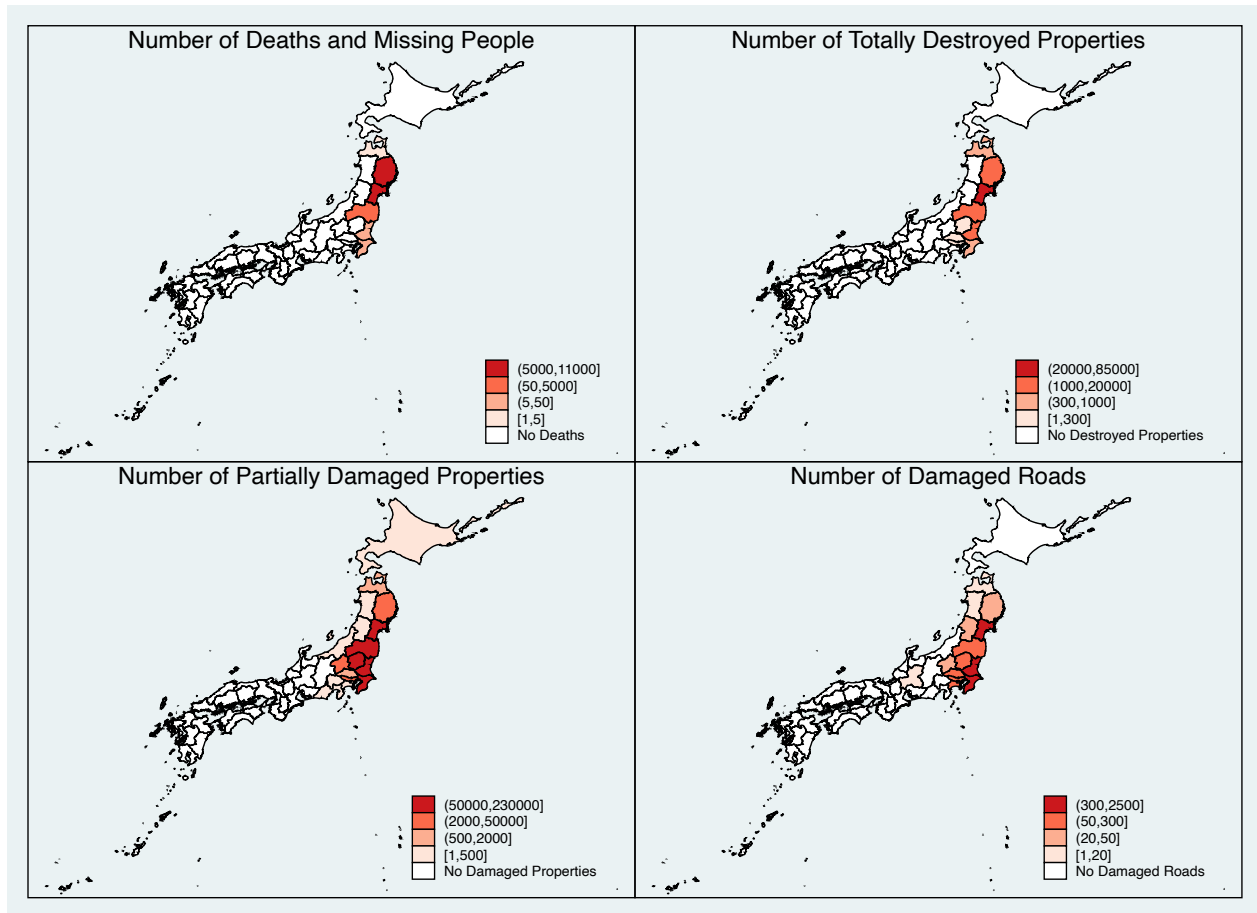 Number of Deaths and Missing People
(5000,11000]
(50,5000]
(5,50]
[1,5]
No Deaths
Number of Totally Destroyed Properties
(20000,85000]
(1000,20000]
(300,1000]
[1,300]
No Destroyed Properties
Number of Partially Damaged Properties
(50000,230000]
(2000,50000]
(500,2000]
[1,500]
No Damaged Properties
Number of Damaged Roads
(300,2500]
(50,300]
(20,50]
[1,20]
No Damaged Roads